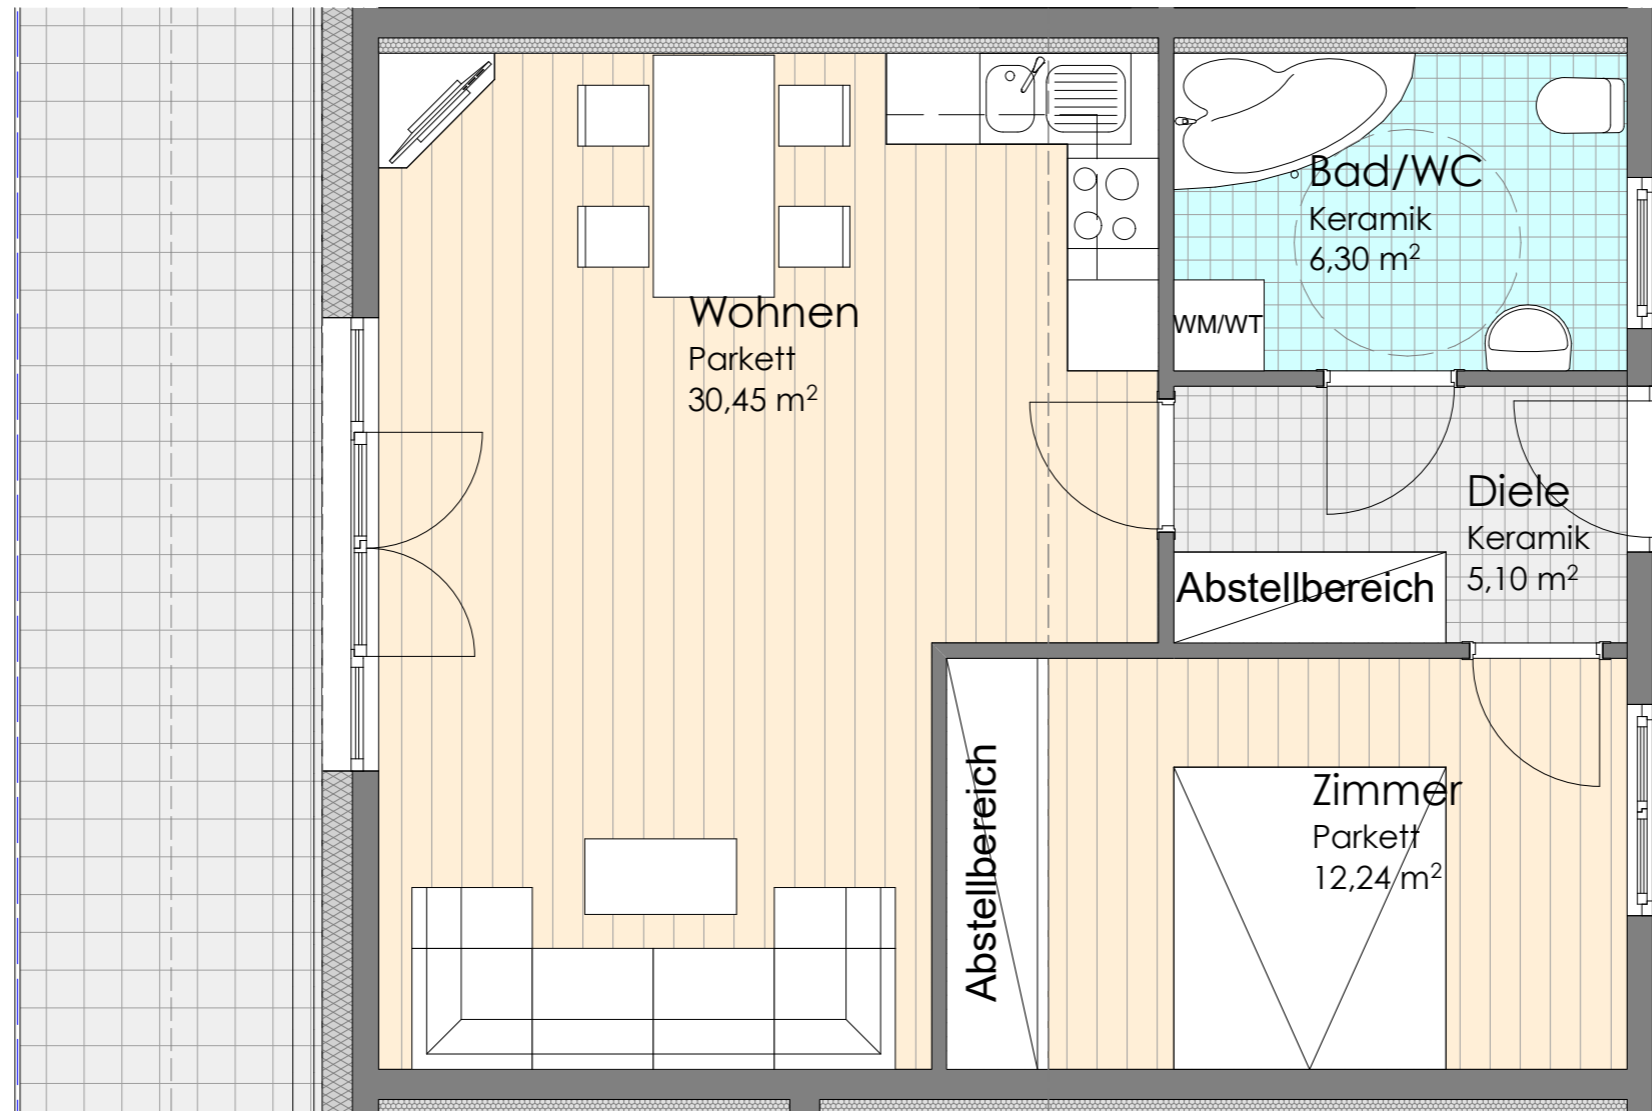 Wohnen
Parkett
30,45 m²
Bad/WC
Keramik
6,30 m²
WM/WT
Diele
Keramik
5,10 m²
Abstellbereich
Abstellbereich
Zimmer
Parkett
12,24 m²